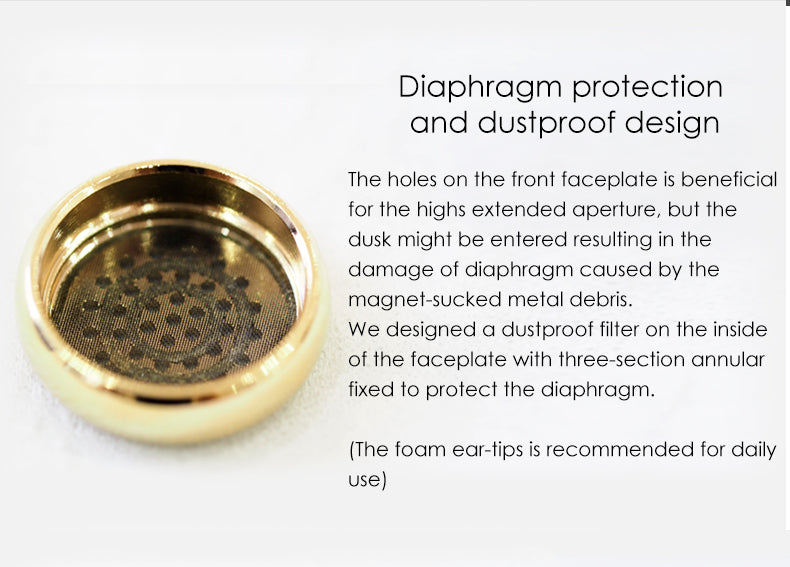 Diaphragm protection
and dustproof design
The holes on the front faceplate is beneficial
for the highs extended aperture, but the
dusk might be entered resulting in the
damage of diaphragm caused by the
magnet-sucked metal debris.
We designed a dustproof filter on the inside
of the faceplate with three-section annular
fixed to protect the diaphragm.
(The foam ear-tips is recommended for daily
use)